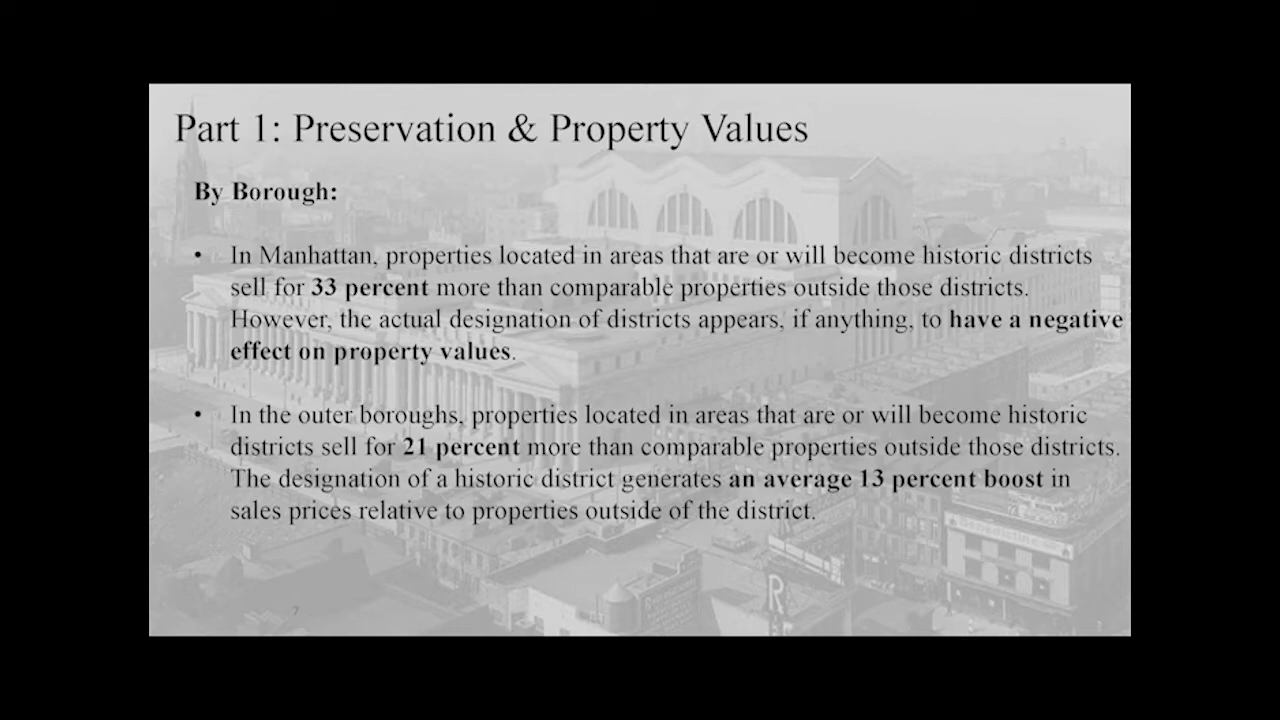 Part 1: Preservation & Property Values
By Borough:
• In Manhattan, properties located in areas that are or will become historic districts
sell for 33 percent more than comparable properties outside those districts.
However, the actual designation of districts appears, if anything, to have a negative
effect on property values.
• In the outer boroughs, properties located in areas that are or will become historic
districts sell for 21 percent more than comparable properties outside those districts.
The designation of a historic district generates an average 13 percent boost in
sales prices relative to properties outside of the district.
7
R